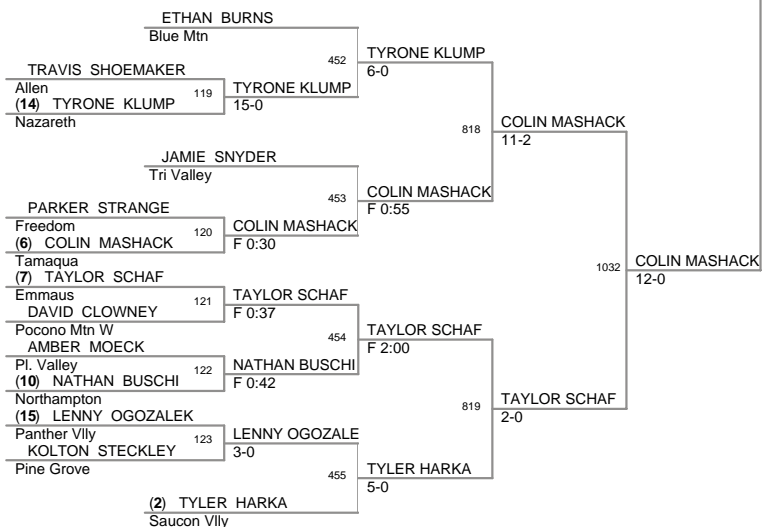 ETHAN BURNS
Blue Mtn
452 TYRONE KLUMP
6-0
TRAVIS SHOEMAKER
Allen
119 TYRONE KLUMP
(14) TYRONE KLUMP 15-0
Nazareth
818 COLIN MASHACK
11-2
JAMIE SNYDER
Tri Valley
453 COLIN MASHACK
F 0:55
PARKER STRANGE
Freedom
120 COLIN MASHACK
(6) COLIN MASHACK F 0:30
Tamaqua
1032 COLIN MASHACK
12-0
(7) TAYLOR SCHAF
Emmaus
121 TAYLOR SCHAF
DAVID CLOWNEY F 0:37
Pocono Mtn W
454 TAYLOR SCHAF
F 2:00
AMBER MOECK
Pl. Valley
122 NATHAN BUSCHI
(10) NATHAN BUSCHI F 0:42
Northampton
819 TAYLOR SCHAF
2-0
(15) LENNY OGOZALEK
Panther Vlly
123 LENNY OGOZALE
KOLTON STECKLEY 3-0
Pine Grove
455 TYLER HARKA
5-0
(2) TYLER HARKA
Saucon Vlly